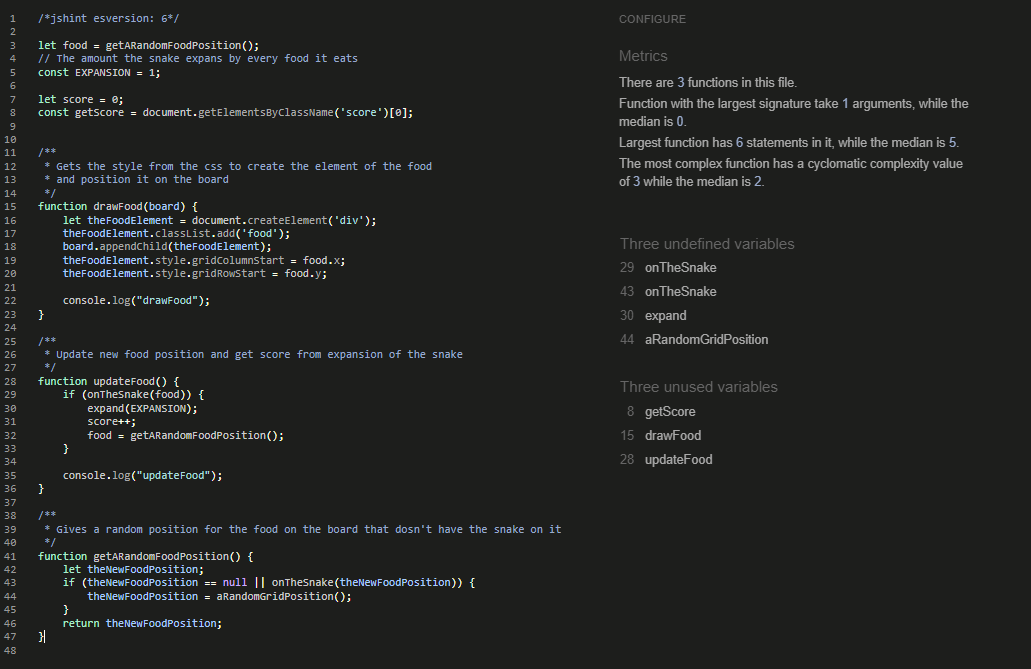 1 /*jshint esversion: 6*/
2
3 let food = getARandomFoodPosition();
4 // The amount the snake expans by every food it eats
5 const EXPANSION = 1;
6
7 let score = 0;
8 const getScore = document.getElementsByClassName('score')[0];
9
10
11 /**
12 * Gets the style from the css to create the element of the food
13 * and position it on the board
14 */
15 function drawFood(board) {
16 let theFoodElement = document.createElement('div');
17 theFoodElement.classList.add('food');
18 board.appendChild(theFoodElement);
19 theFoodElement.style.gridColumnStart = food.x;
20 theFoodElement.style.gridRowStart = food.y;
21
22 console.log("drawFood");
23 }
24
25 /**
26 * Update new food position and get score from expansion of the snake
27 */
28 function updateFood() {
29 if (onTheSnake(food)) {
30 expand(EXPANSION);
31 score++;
32 food = getARandomFoodPosition();
33 }
34
35 console.log("updateFood");
36 }
37
38 /**
39 * Gives a random position for the food on the board that dosn't have the snake on it
40 */
41 function getARandomFoodPosition() {
42 let theNewFoodPosition;
43 if (theNewFoodPosition == null || onTheSnake(theNewFoodPosition)) {
44 theNewFoodPosition = aRandomGridPosition();
45 }
46 return theNewFoodPosition;
47 }
48
CONFIGURE
Metrics
There are 3 functions in this file.
Function with the largest signature take 1 arguments, while the
median is 0.
Largest function has 6 statements in it, while the median is 5.
The most complex function has a cyclomatic complexity value
of 3 while the median is 2.
Three undefined variables
29 onTheSnake
43 onTheSnake
30 expand
44 aRandomGridPosition
Three unused variables
8 getScore
15 drawFood
28 updateFood